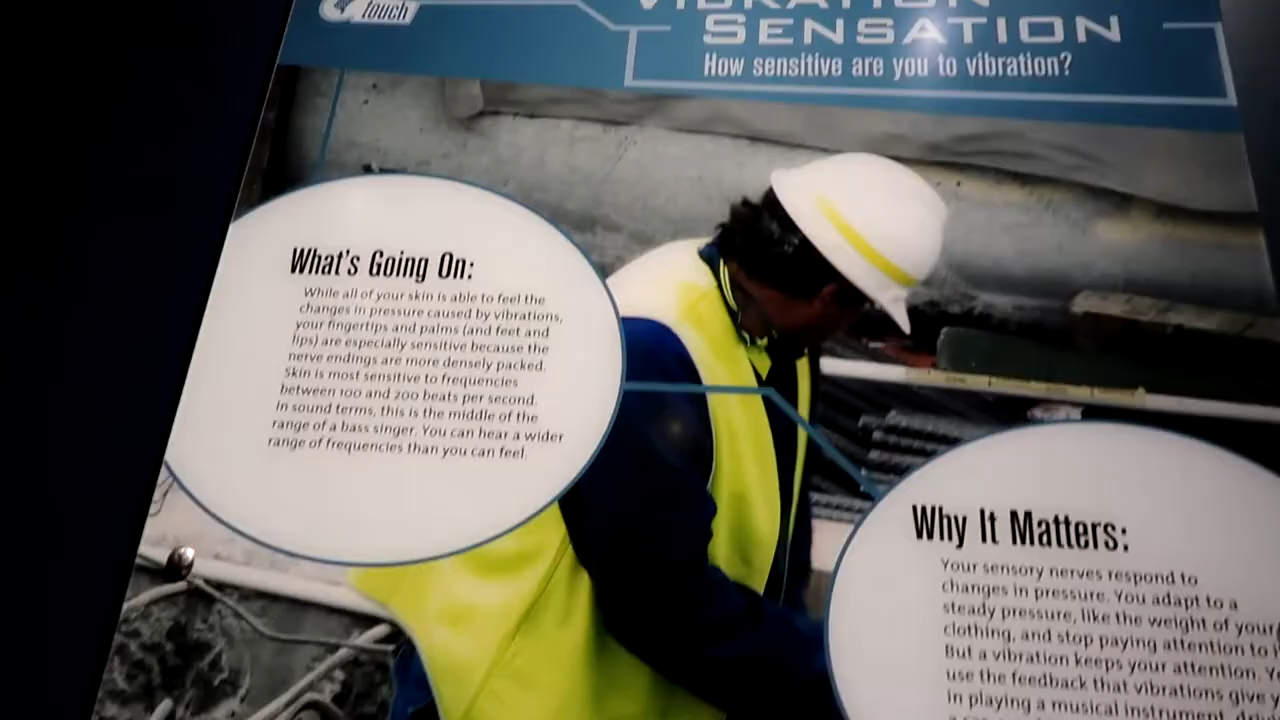 touch
VIBRATION
SENSATION
How sensitive are you to vibration?
What's Going On:
While all of your skin is able to feel the
changes in pressure caused by vibrations,
your fingertips and palms (and feet and
lips) are especially sensitive because the
nerve endings are more densely packed.
Skin is most sensitive to frequencies
between 100 and 200 beats per second.
In sound terms, this is the middle of the
range of a bass singer. You can hear a wider
range of frequencies than you can feel.
Why It Matters:
Your sensory nerves respond to
changes in pressure. You adapt to a
steady pressure, like the weight of your
clothing, and stop paying attention to
But a vibration keeps your attention.
use the feedback that vibrations give
in playing a musical instrument,